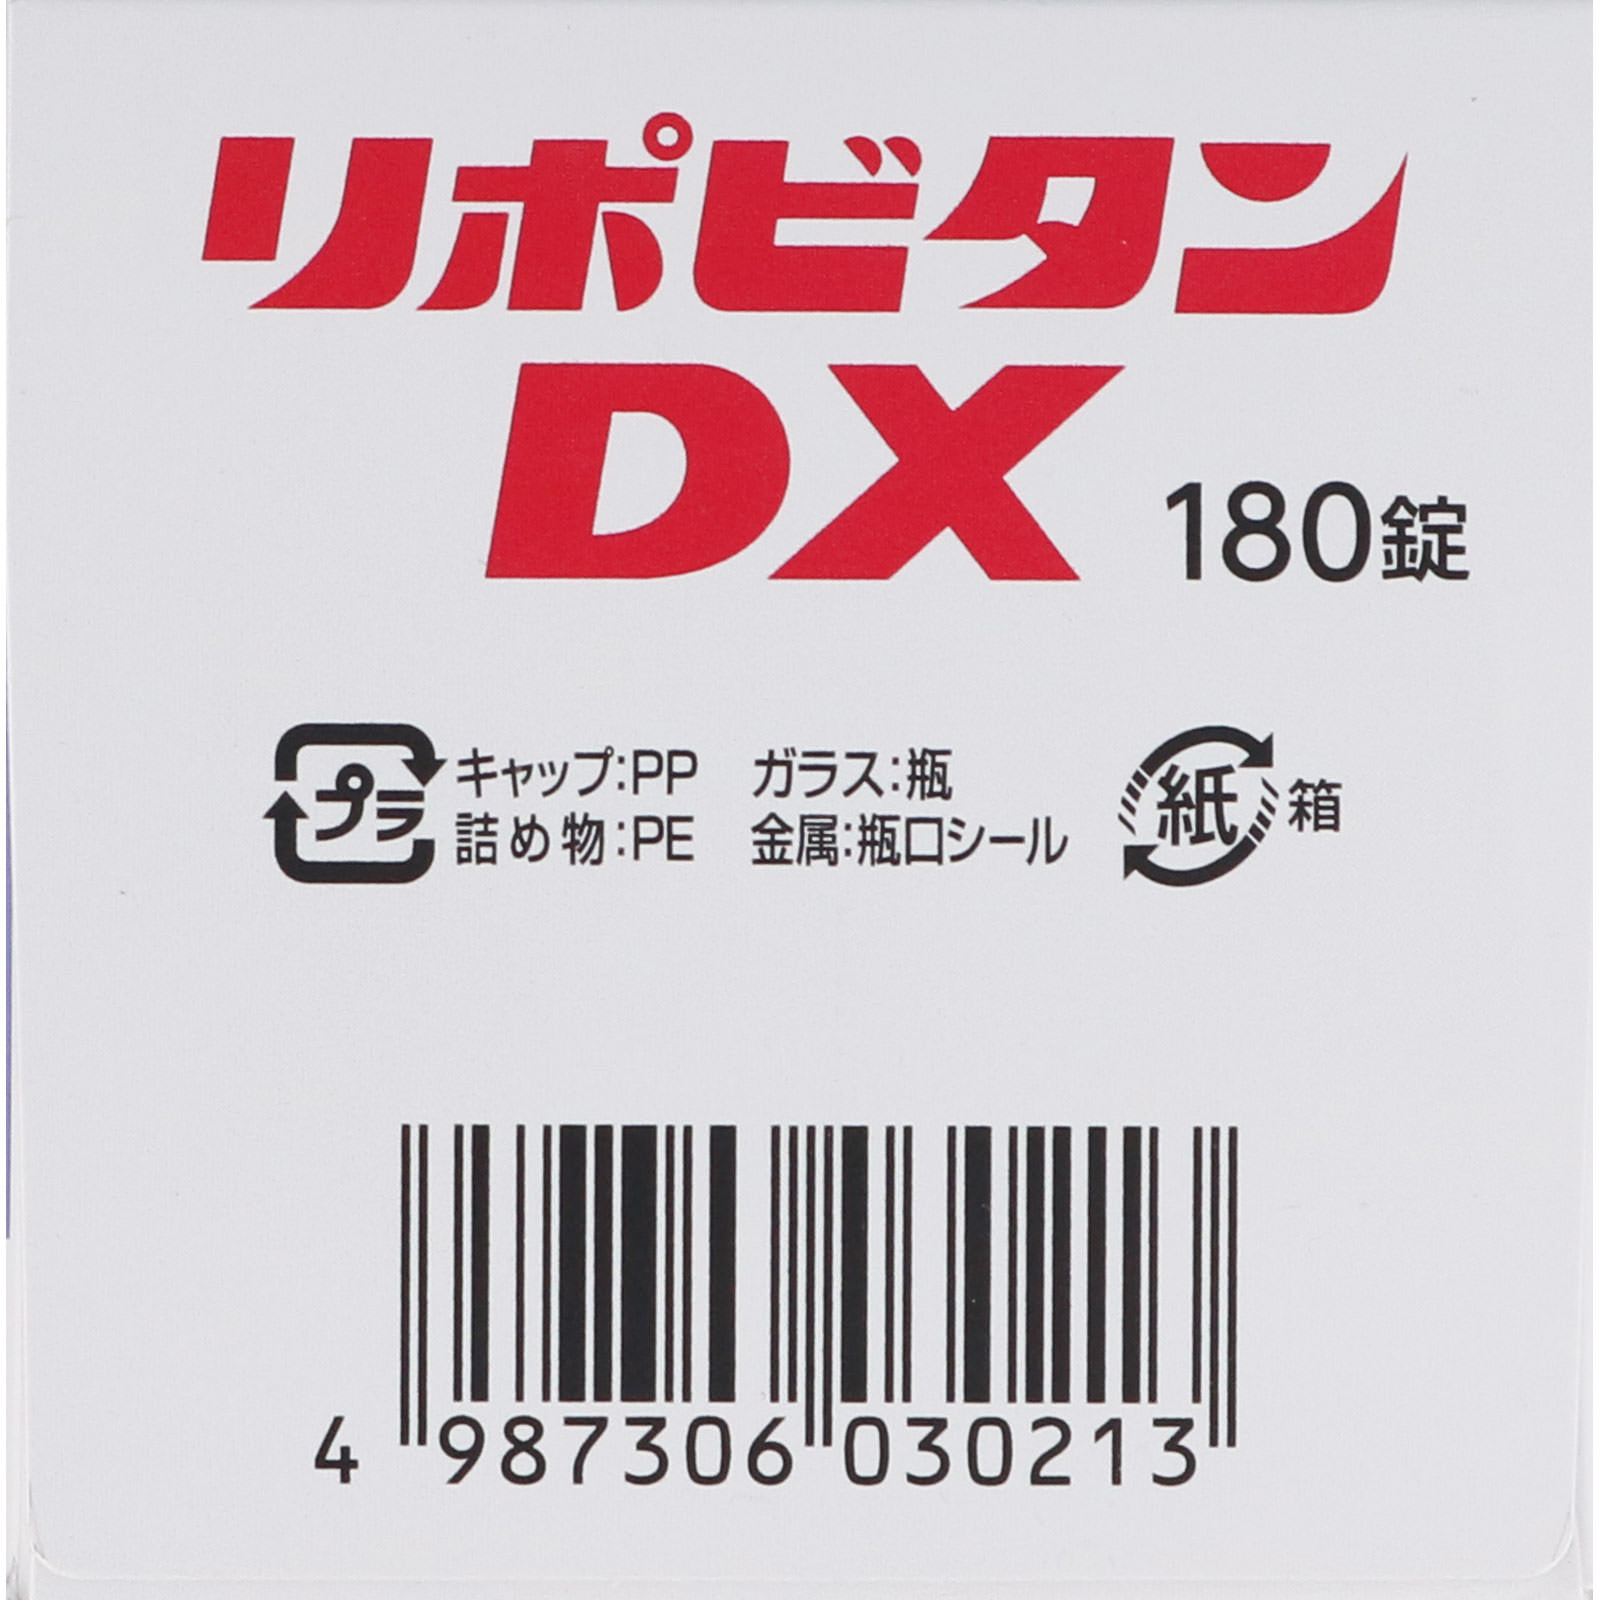 リポビタン
DX 180錠
プラ キャップ:PP ガラス:瓶
詰め物:PE 金属:瓶口シール
紙 箱
4 987306 030213